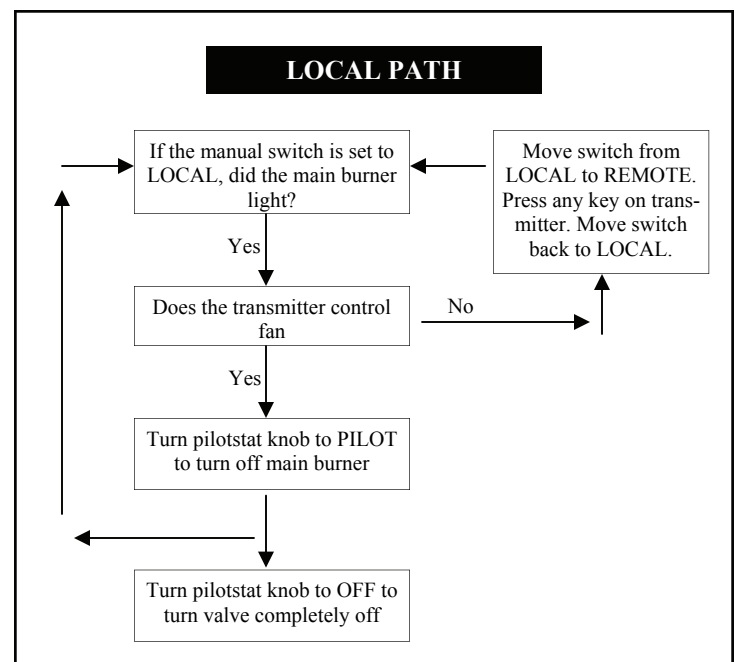 LOCAL PATH
If the manual switch is set to
LOCAL, did the main burner
light?
Move switch from
LOCAL to REMOTE.
Press any key on trans-
mitter. Move switch
back to LOCAL.
Yes
Does the transmitter control
fan
No
Yes
Turn pilotstat knob to PILOT
to turn off main burner
Turn pilotstat knob to OFF to
turn valve completely off